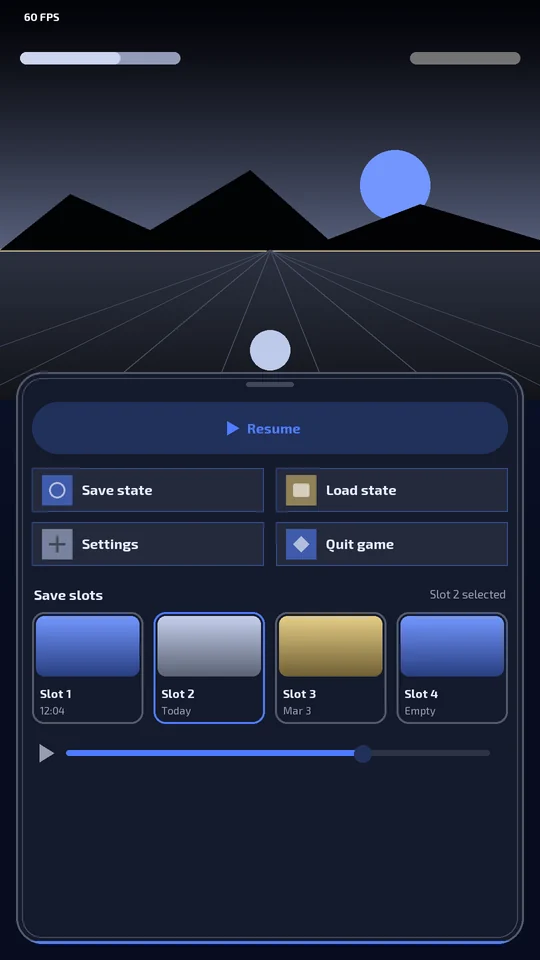 60 FPS
Resume
Save state
Load state
Settings
Quit game
Save slots
Slot 2 selected
Slot 1
12:04
Slot 2
Today
Slot 3
Mar 3
Slot 4
Empty